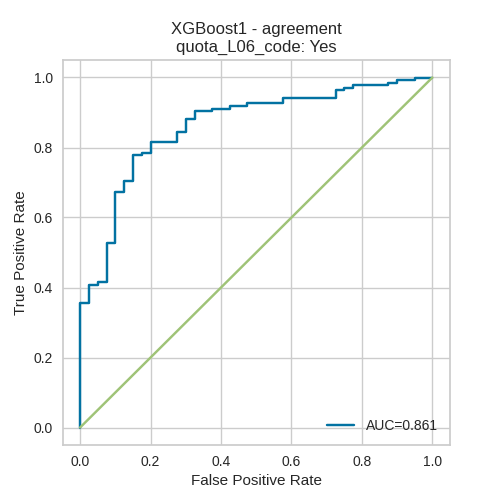 XGBoost1 - agreement
quota_L06_code: Yes
1.0
0.8
0.6
0.4
0.2
0.0
True Positive Rate
AUC=0.861
0.0 0.2 0.4 0.6 0.8 1.0
False Positive Rate